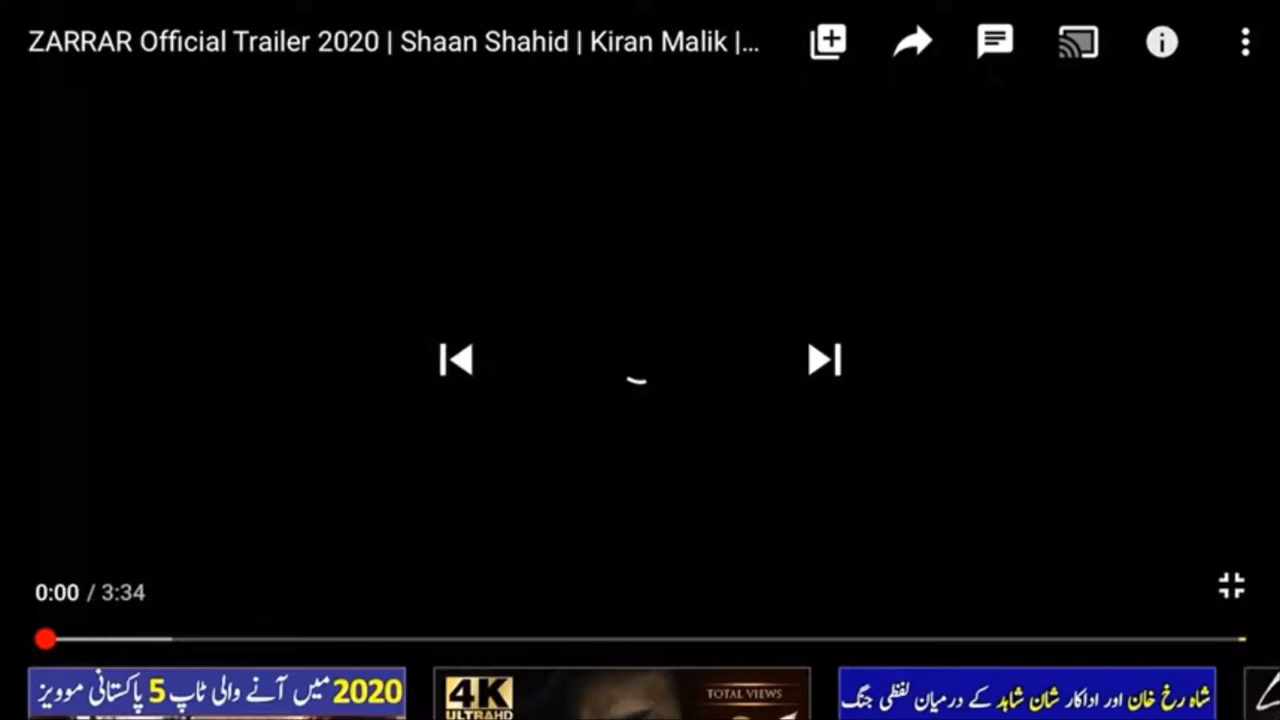 ZARRAR Official Trailer 2020 | Shaan Shahid | Kiran Malik |...
0:00 / 3:34
2020 میں آنے والی ٹاپ 5 پاکستانی موویز
4K
ULTRAHD
TOTAL VIEWS
شاہ رخ خان اور اداکار شان شاہد کے درمیان لفظی جنگ